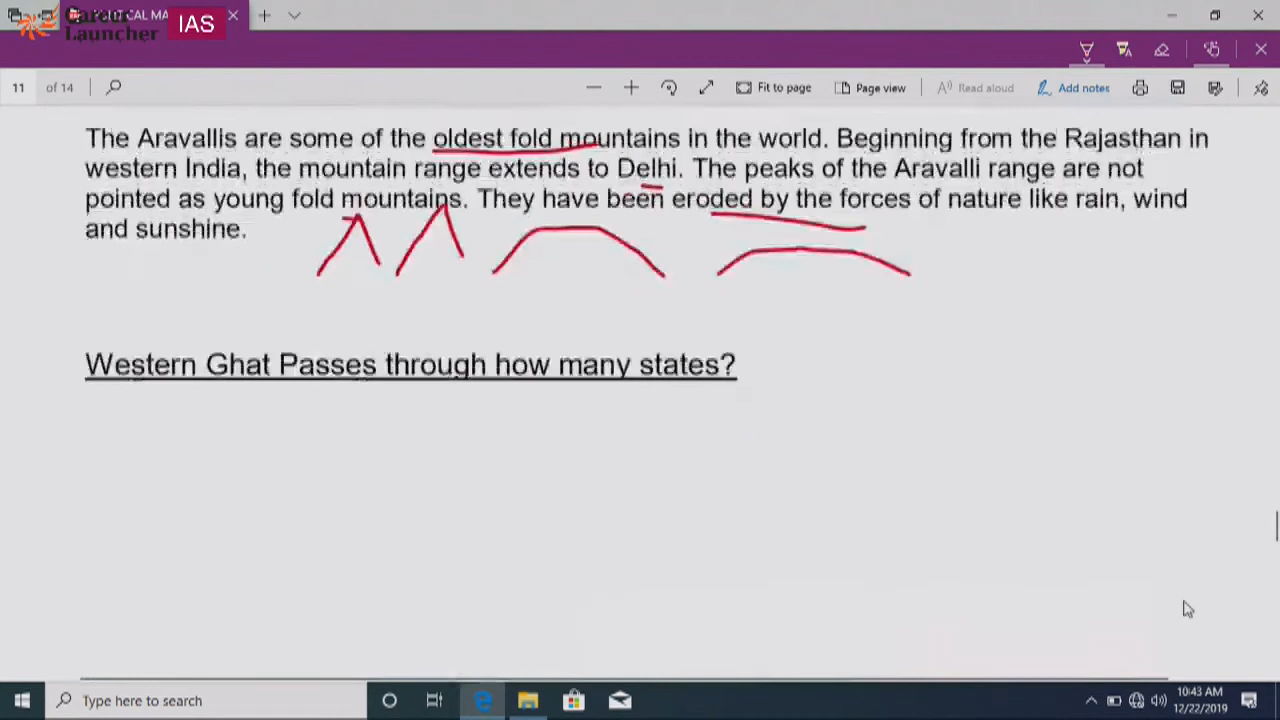 Career
Launcher
IAS
11 of 14
Fit to page
Page view
Read aloud
Add notes
The Aravallis are some of the oldest fold mountains in the world. Beginning from the Rajasthan in
western India, the mountain range extends to Delhi. The peaks of the Aravalli range are not
pointed as young fold mountains. They have been eroded by the forces of nature like rain, wind
and sunshine.
Western Ghat Passes through how many states?
Type here to search
10:43 AM
12/22/2019